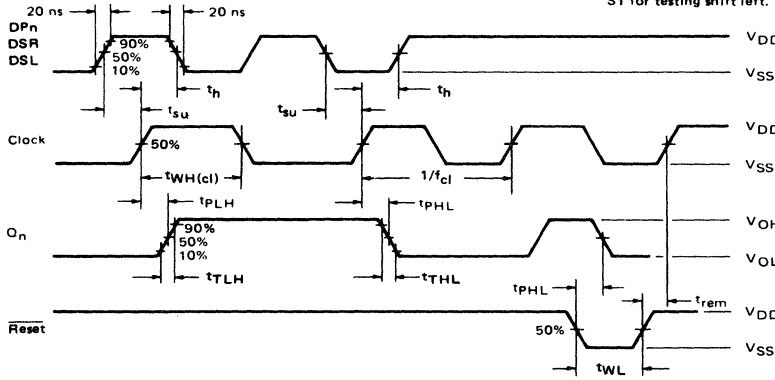 S1 for testing shift left.
20 ns
20 ns
DPn
DSR
DSL
90%
50%
10%
VDD
VSS
th
tsu
tsu
th
Clock
50%
VDD
VSS
tWH(cl)
1/fcl
tPLH
tPHL
Qn
90%
50%
10%
VOH
VOL
tTLH
tTHL
tPHL
trem
Reset
50%
VDD
VSS
tWL